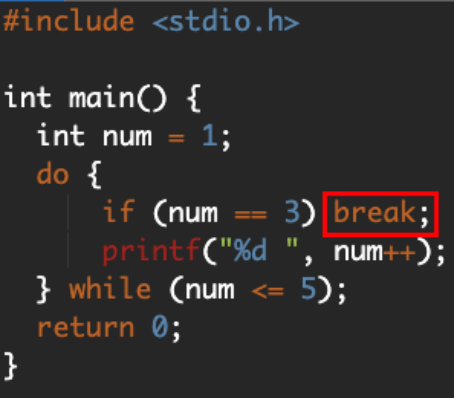 #include <stdio.h>

int main() {
  int num = 1;
  do {
      if (num == 3) break;
      printf("%d ", num++);
  } while (num <= 5);
  return 0;
}